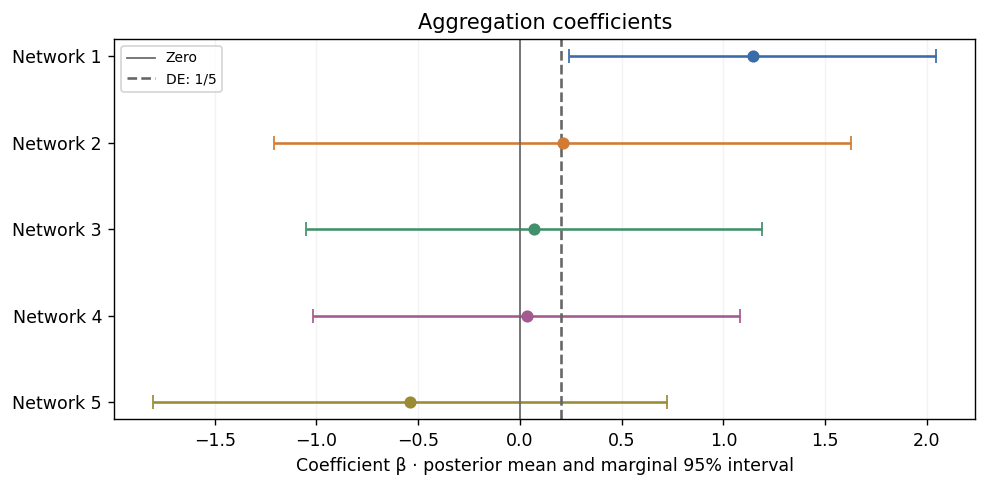 Aggregation coefficients
Zero
DE: 1/5
Network 1
Network 2
Network 3
Network 4
Network 5
−1.5 −1.0 −0.5 0.0 0.5 1.0 1.5 2.0
Coefficient β · posterior mean and marginal 95% interval